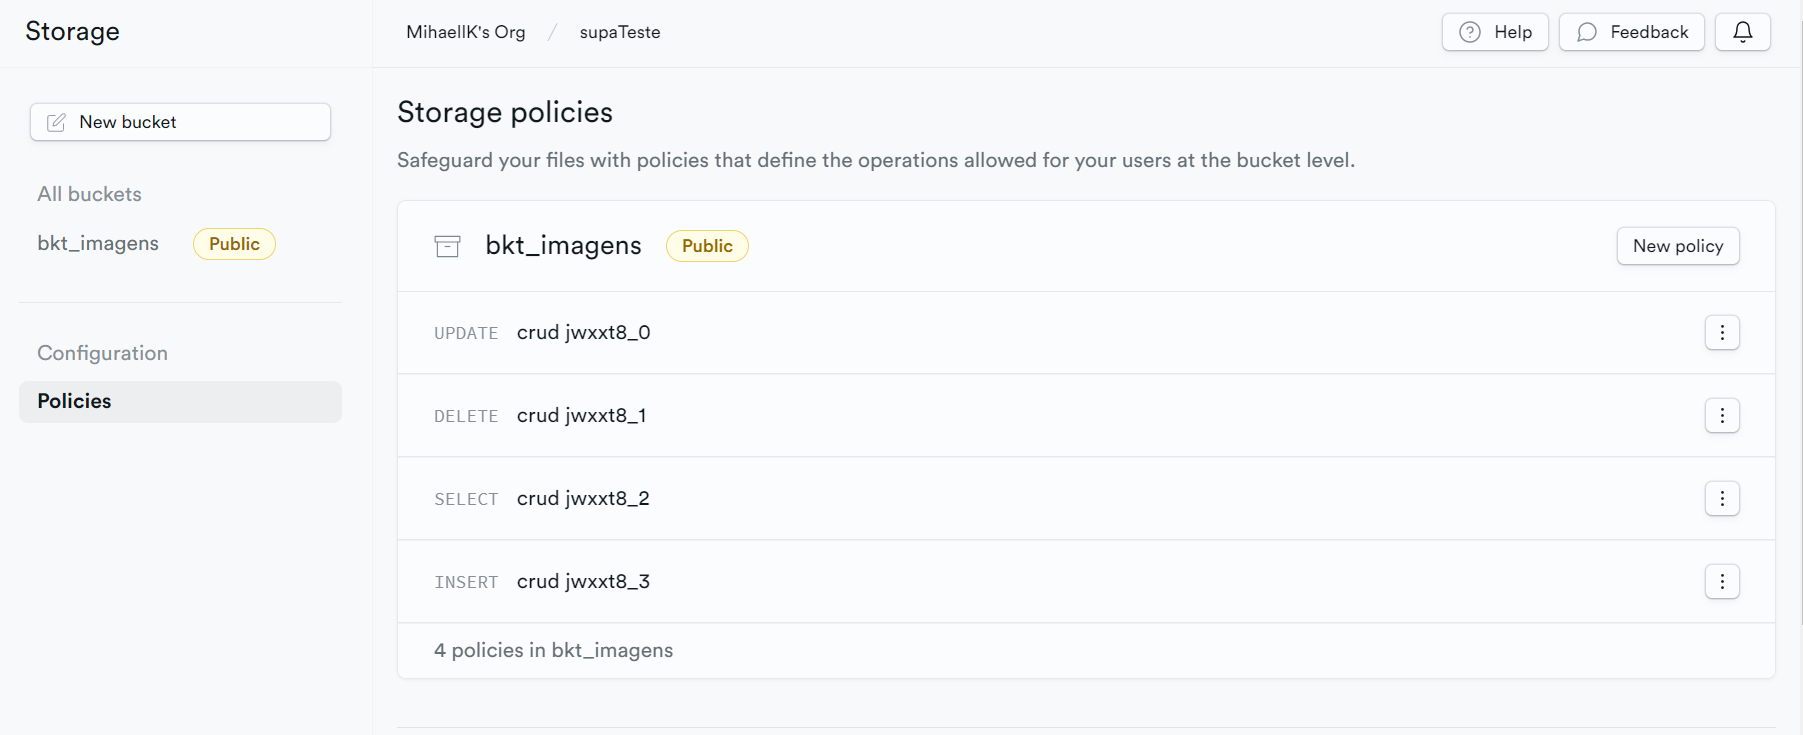 Storage
MihaellK's Org / supaTeste
Help
Feedback
New bucket
All buckets
bkt_imagens Public
Configuration
Policies
Storage policies
Safeguard your files with policies that define the operations allowed for your users at the bucket level.
bkt_imagens Public
New policy
UPDATE crud jwxxt8_0
DELETE crud jwxxt8_1
SELECT crud jwxxt8_2
INSERT crud jwxxt8_3
4 policies in bkt_imagens